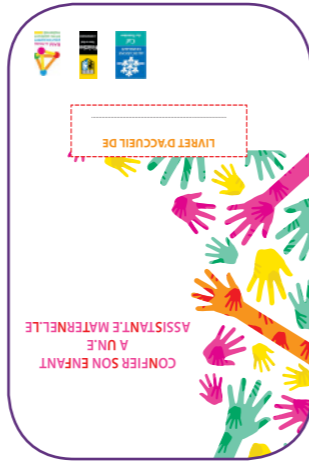 CONFIER SON ENFANT
A UN.E
ASSISTANT.E MATERNEL.LE
LIVRET D'ACCUEIL DE